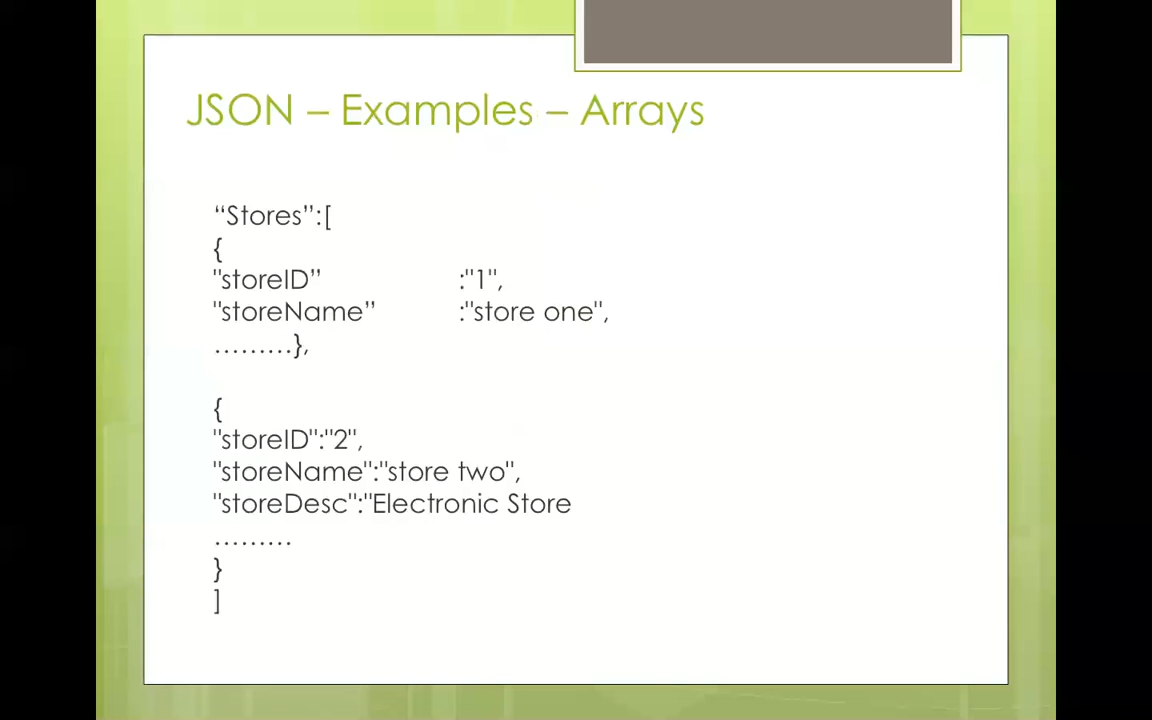 JSON – Examples – Arrays
“Stores”:[
{
"storeID” :"1",
"storeName” :"store one",
.........},
{
"storeID":"2",
"storeName":"store two",
"storeDesc":"Electronic Store
.........
}
]